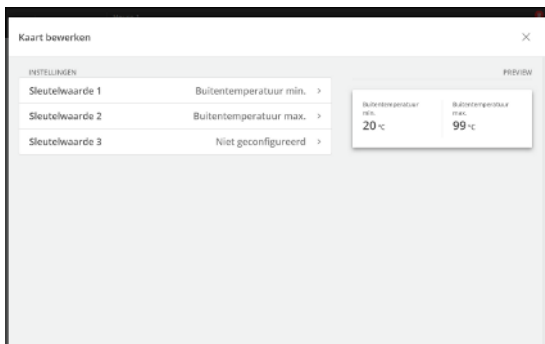 Kaart bewerken
INSTELLINGEN
PREVIEW
Sleutelwaarde 1 Buitentemperatuur min.
Sleutelwaarde 2 Buitentemperatuur max.
Sleutelwaarde 3 Niet geconfigureerd
Buitentemperatuur
min.
20 °C
Buitentemperatuur
max.
99 °C